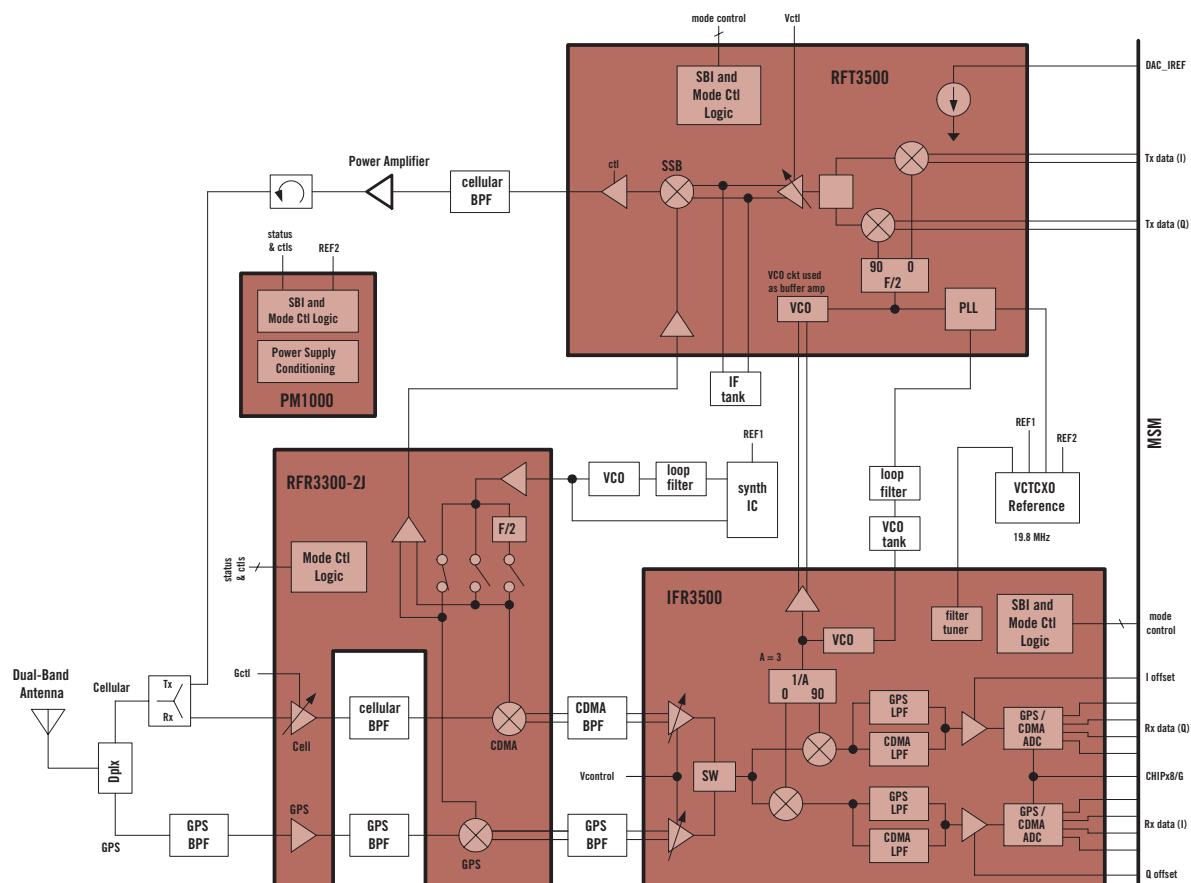 mode control
Vctl
RFT3500
SBI and
Mode Ctl
Logic
DAC_IREF
Power Amplifier
cellular
BPF
ctl
SSB
Tx data (I)
Tx data (Q)
90 0
F/2
VCO ckt used
as buffer amp
VCO
PLL
status
& ctls
REF2
SBI and
Mode Ctl Logic
Power Supply
Conditioning
PM1000
IF
tank
MSM
RFR3300-2J
VCO
loop
filter
REF1
synth
IC
F/2
loop
filter
VCO
tank
REF1
REF2
VCTCXO
Reference
19.8 MHz
status
& ctls
Mode Ctl
Logic
IFR3500
filter
tuner
SBI and
Mode Ctl
Logic
mode
control
VCO
A = 3
1/A
0 90
Dual-Band
Antenna
Cellular
Tx
Rx
Gctl
Cell
cellular
BPF
CDMA
CDMA
BPF
GPS
LPF
CDMA
LPF
GPS /
CDMA
ADC
I offset
Rx data (Q)
Dplx
Vcontrol
SW
CHIPx8/G
GPS
GPS
BPF
GPS
GPS
BPF
GPS
GPS
BPF
GPS
LPF
CDMA
LPF
GPS /
CDMA
ADC
Rx data (I)
Q offset